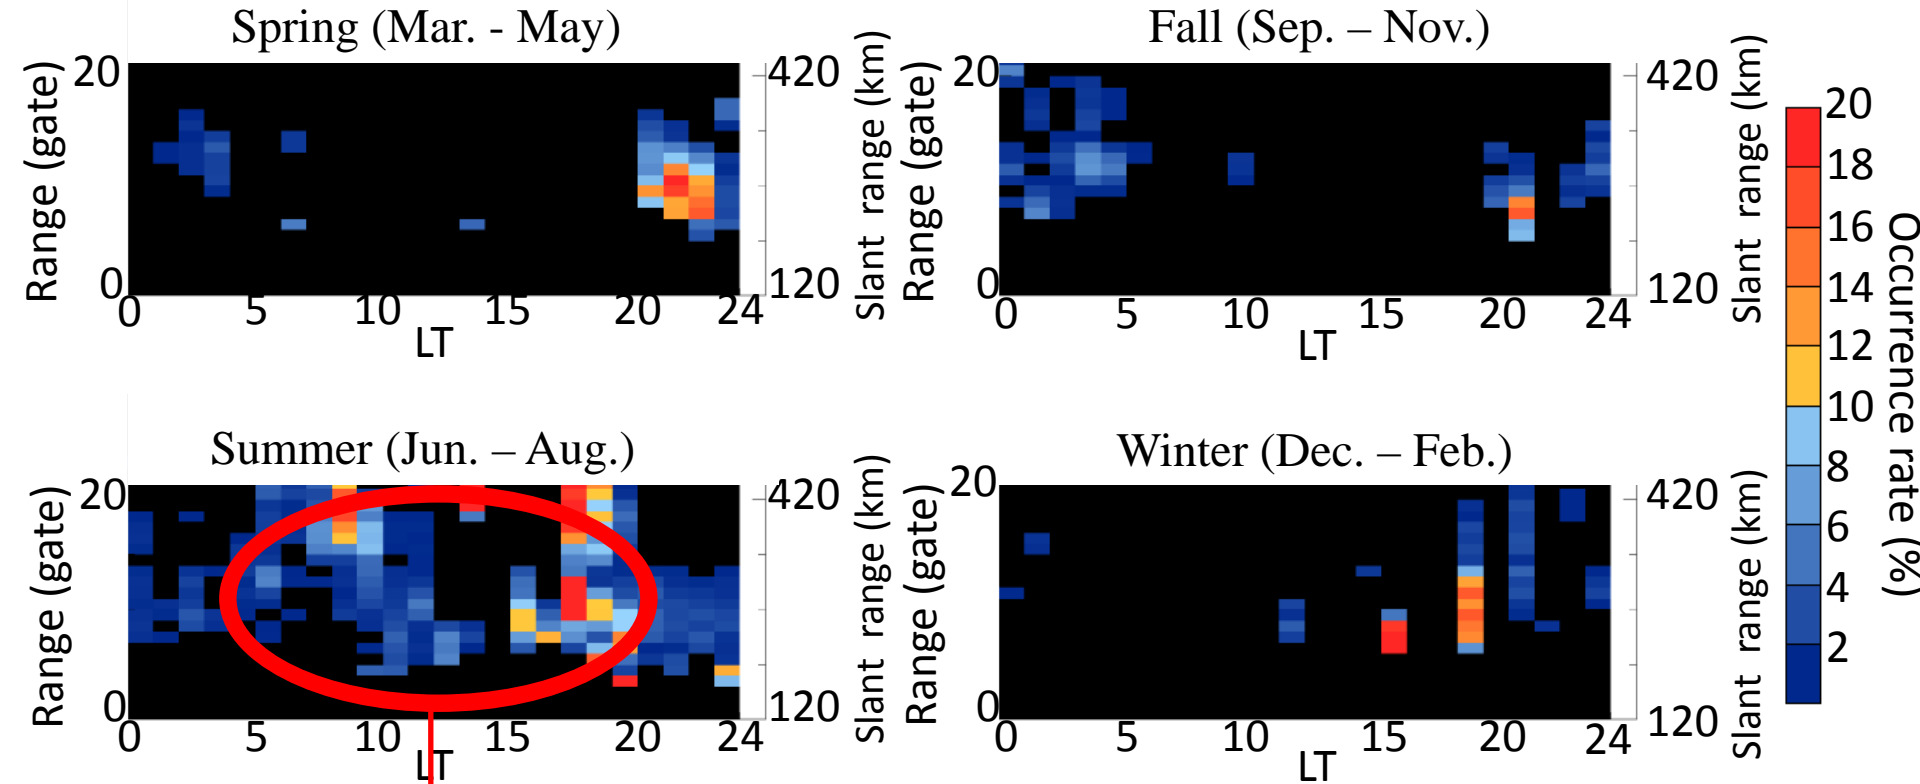 Spring (Mar. - May)
Range (gate)
20
0
0 5 10 15 20 24
LT
420
120
Slant range (km)
Fall (Sep. – Nov.)
Range (gate)
20
0
0 5 10 15 20 24
LT
420
120
Slant range (km)
Summer (Jun. – Aug.)
Range (gate)
20
0
0 5 10 15 20 24
LT
420
120
Slant range (km)
Winter (Dec. – Feb.)
Range (gate)
20
0
0 5 10 15 20 24
LT
420
120
Slant range (km)
20
18
16
14
12
10
8
6
4
2
Occurrence rate (%)